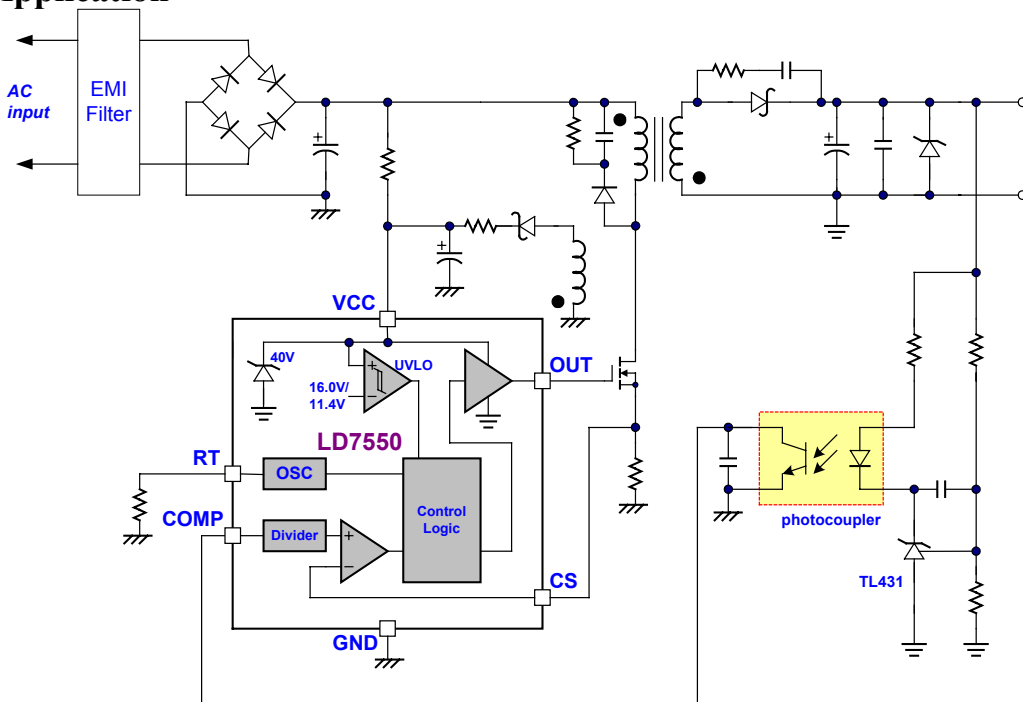 Application
AC
input
EMI
Filter
VCC
40V
UVLO
16.0V/
11.4V
OUT
LD7550
RT
OSC
COMP
Divider
Control
Logic
CS
GND
photocoupler
TL431